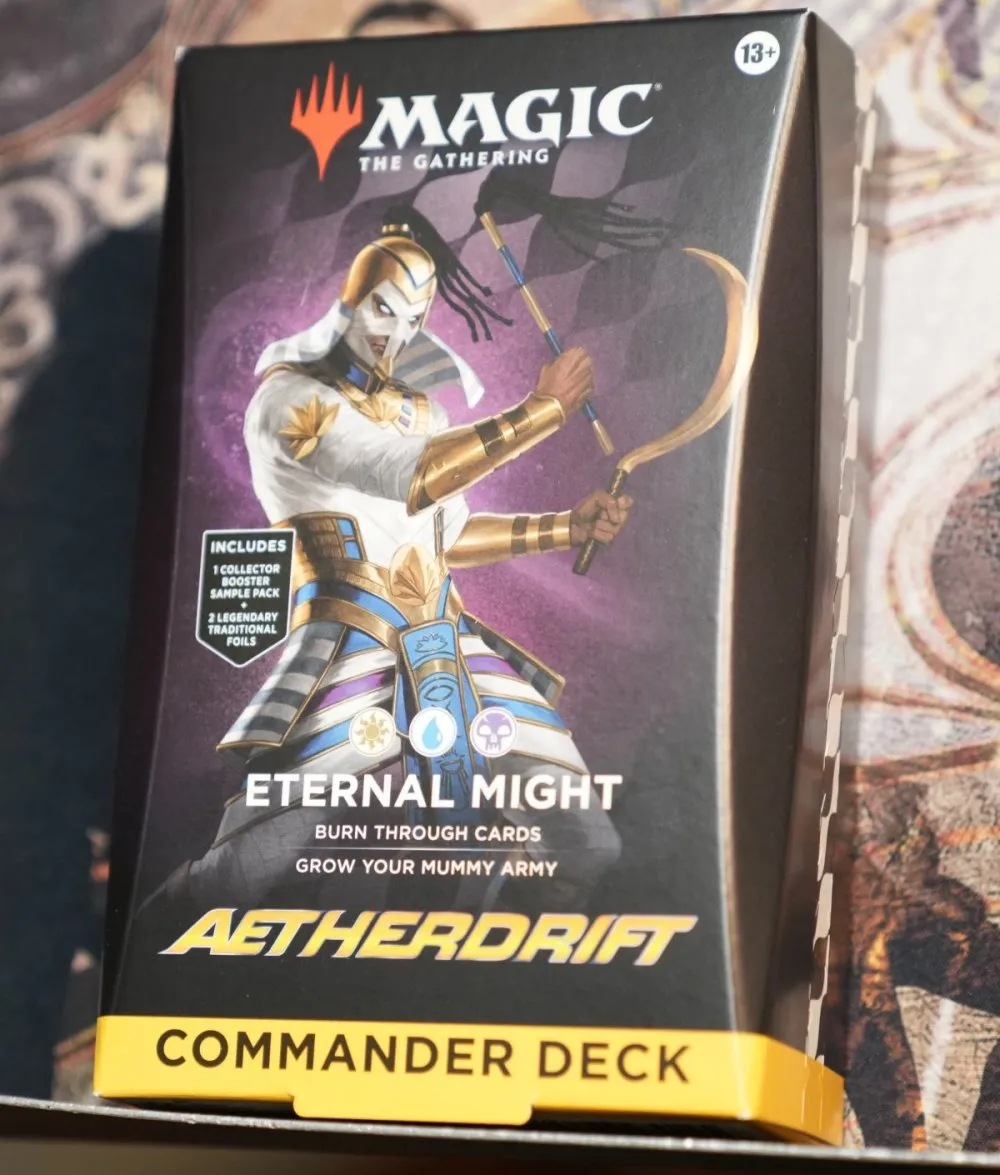 13+
MAGIC
THE GATHERING
INCLUDES
1 COLLECTOR
BOOSTER
SAMPLE PACK
+
2 LEGENDARY
TRADITIONAL
FOILS
ETERNAL MIGHT
BURN THROUGH CARDS
GROW YOUR MUMMY ARMY
AETHERDRIFT
COMMANDER DECK